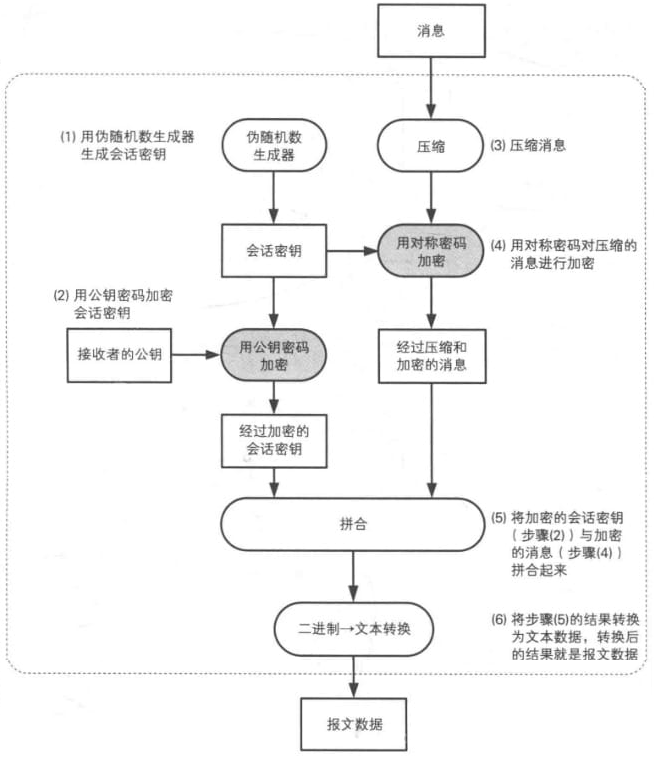 消息
(1) 用伪随机数生成器
生成会话密钥
伪随机数
生成器
压缩
(3) 压缩消息
会话密钥
用对称密码
加密
(4) 用对称密码对压缩的
消息进行加密
(2) 用公钥密码加密
会话密钥
接收者的公钥
用公钥密码
加密
经过压缩和
加密的消息
经过加密的
会话密钥
拼合
(5) 将加密的会话密钥
(步骤(2))与加密
的消息(步骤(4))
拼合起来
二进制→文本转换
(6) 将步骤(5)的结果转换
为文本数据，转换后
的结果就是报文数据
报文数据